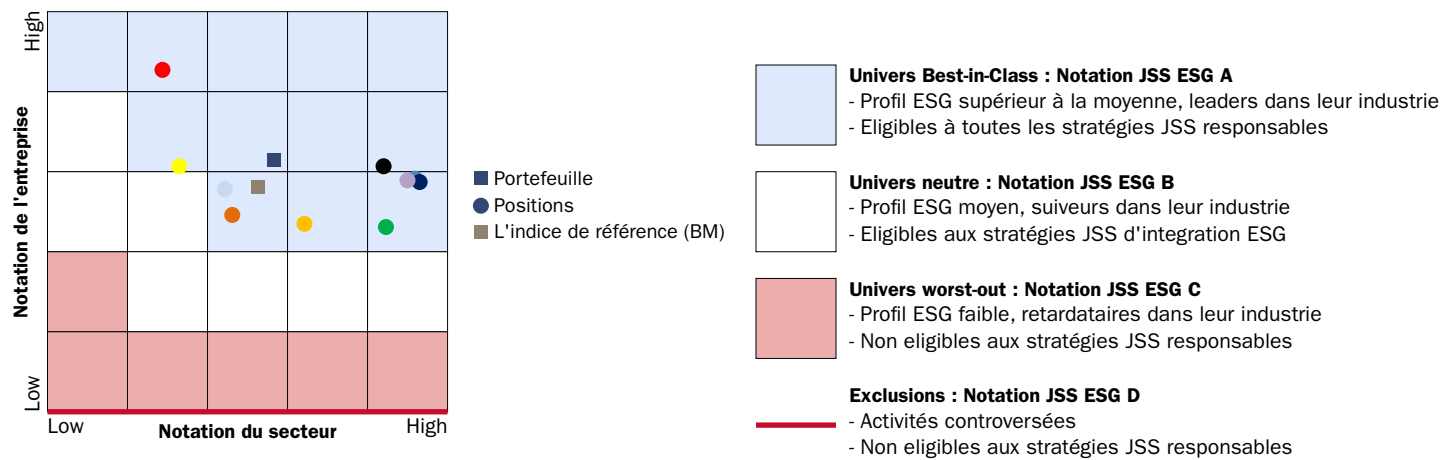 High
Notation de l'entreprise
Low
Low
Notation du secteur
High
Portefeuille
Positions
L'indice de référence (BM)
Univers Best-in-Class : Notation JSS ESG A
- Profil ESG supérieur à la moyenne, leaders dans leur industrie
- Eligibles à toutes les stratégies JSS responsables
Univers neutre : Notation JSS ESG B
- Profil ESG moyen, suiveurs dans leur industrie
- Eligibles aux stratégies JSS d'integration ESG
Univers worst-out : Notation JSS ESG C
- Profil ESG faible, retardataires dans leur industrie
- Non eligibles aux stratégies JSS responsables
Exclusions : Notation JSS ESG D
- Activités controversées
- Non eligibles aux stratégies JSS responsables